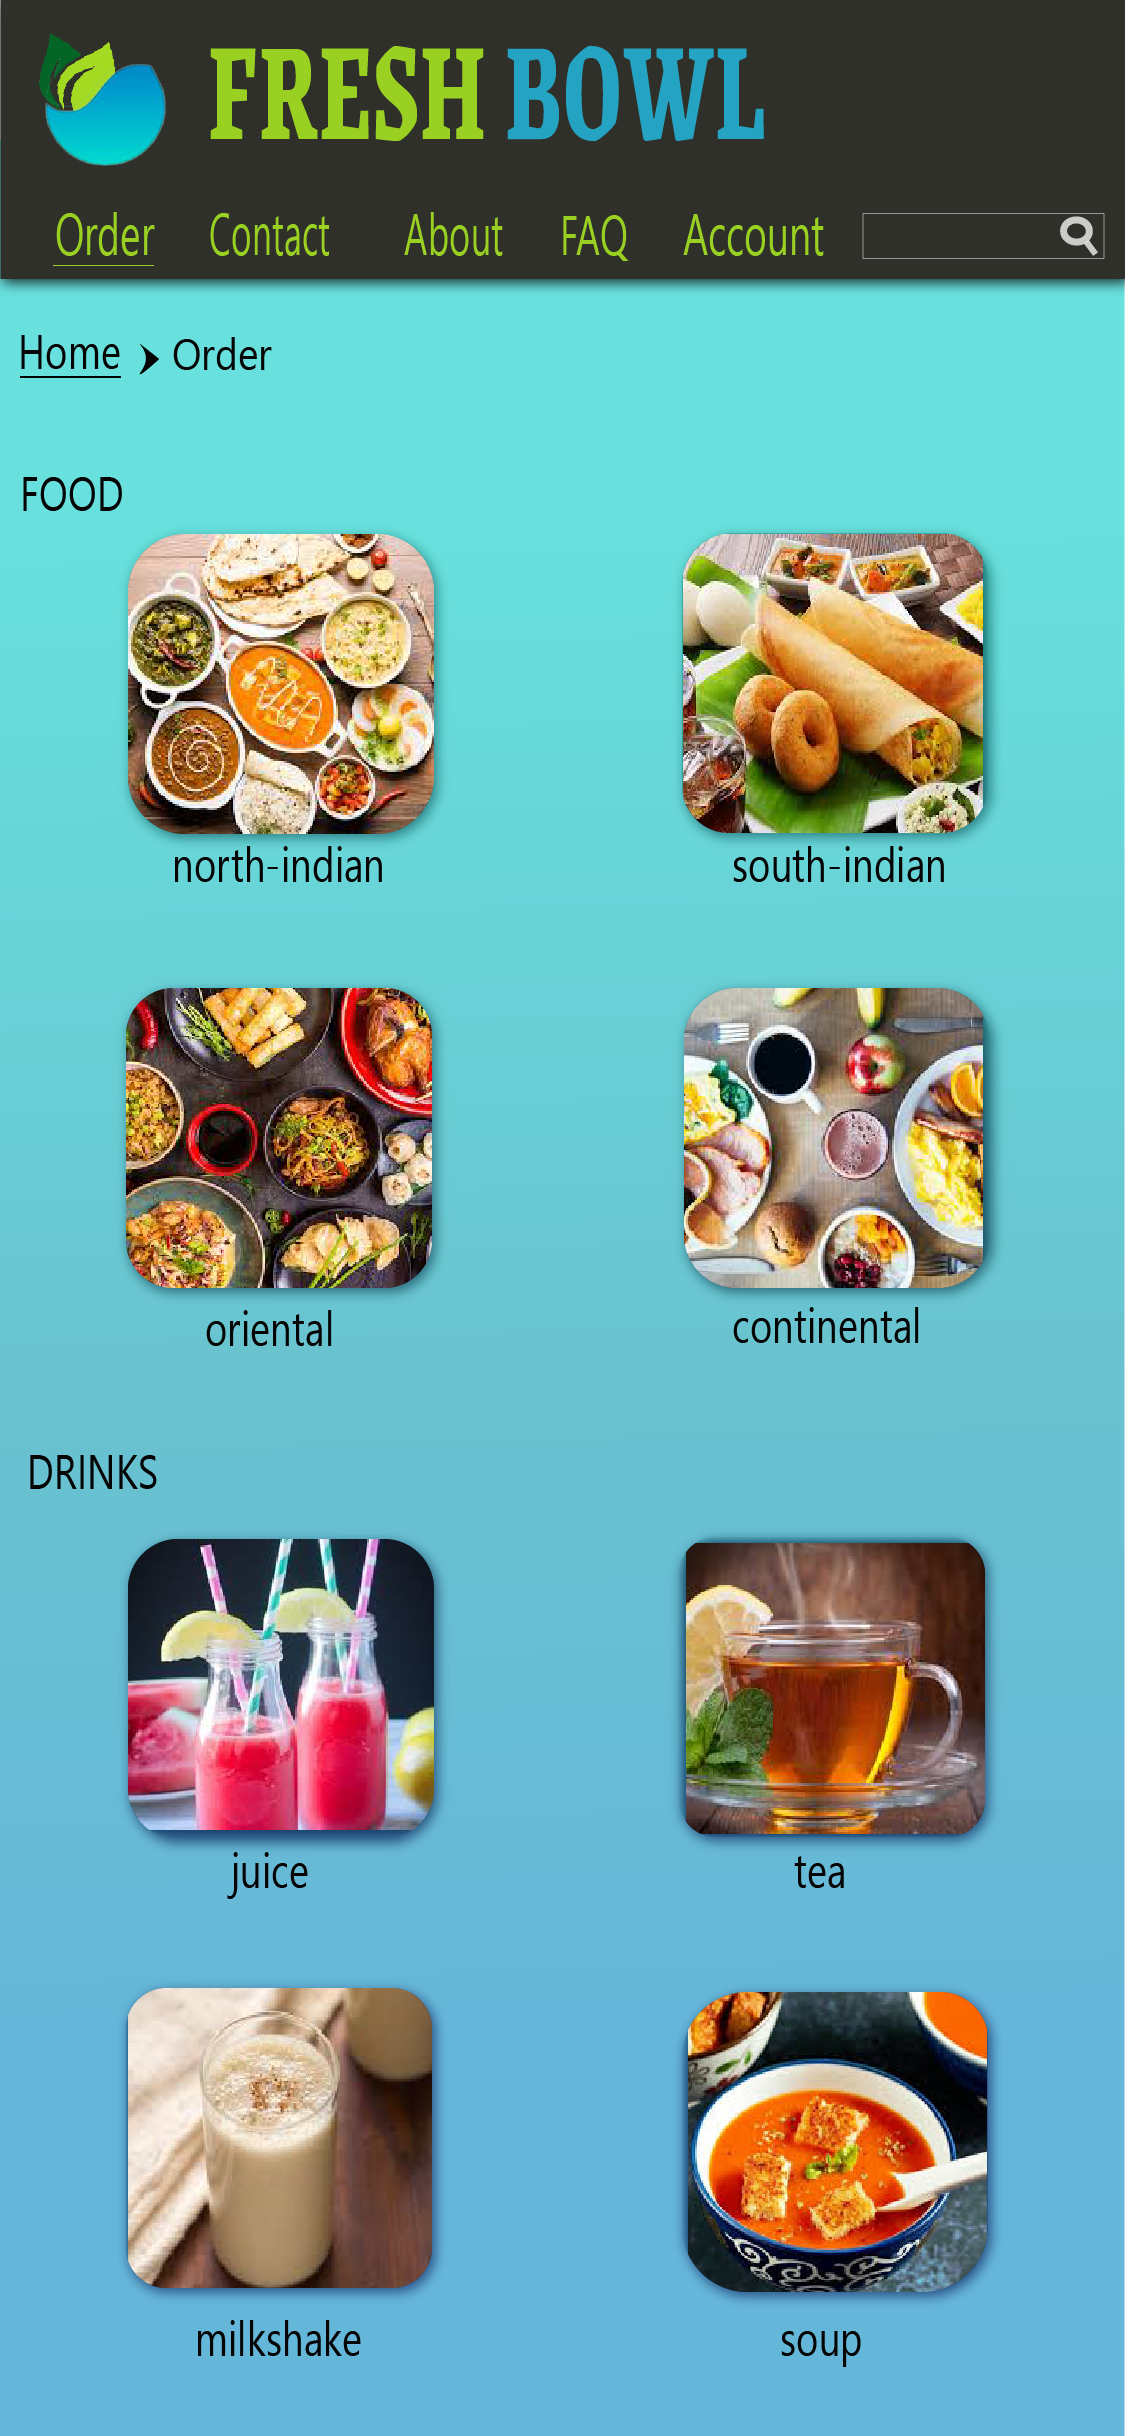 FRESH BOWL
Order Contact About FAQ Account
Home Order
FOOD
north-indian south-indian
oriental continental
DRINKS
juice tea
milkshake soup